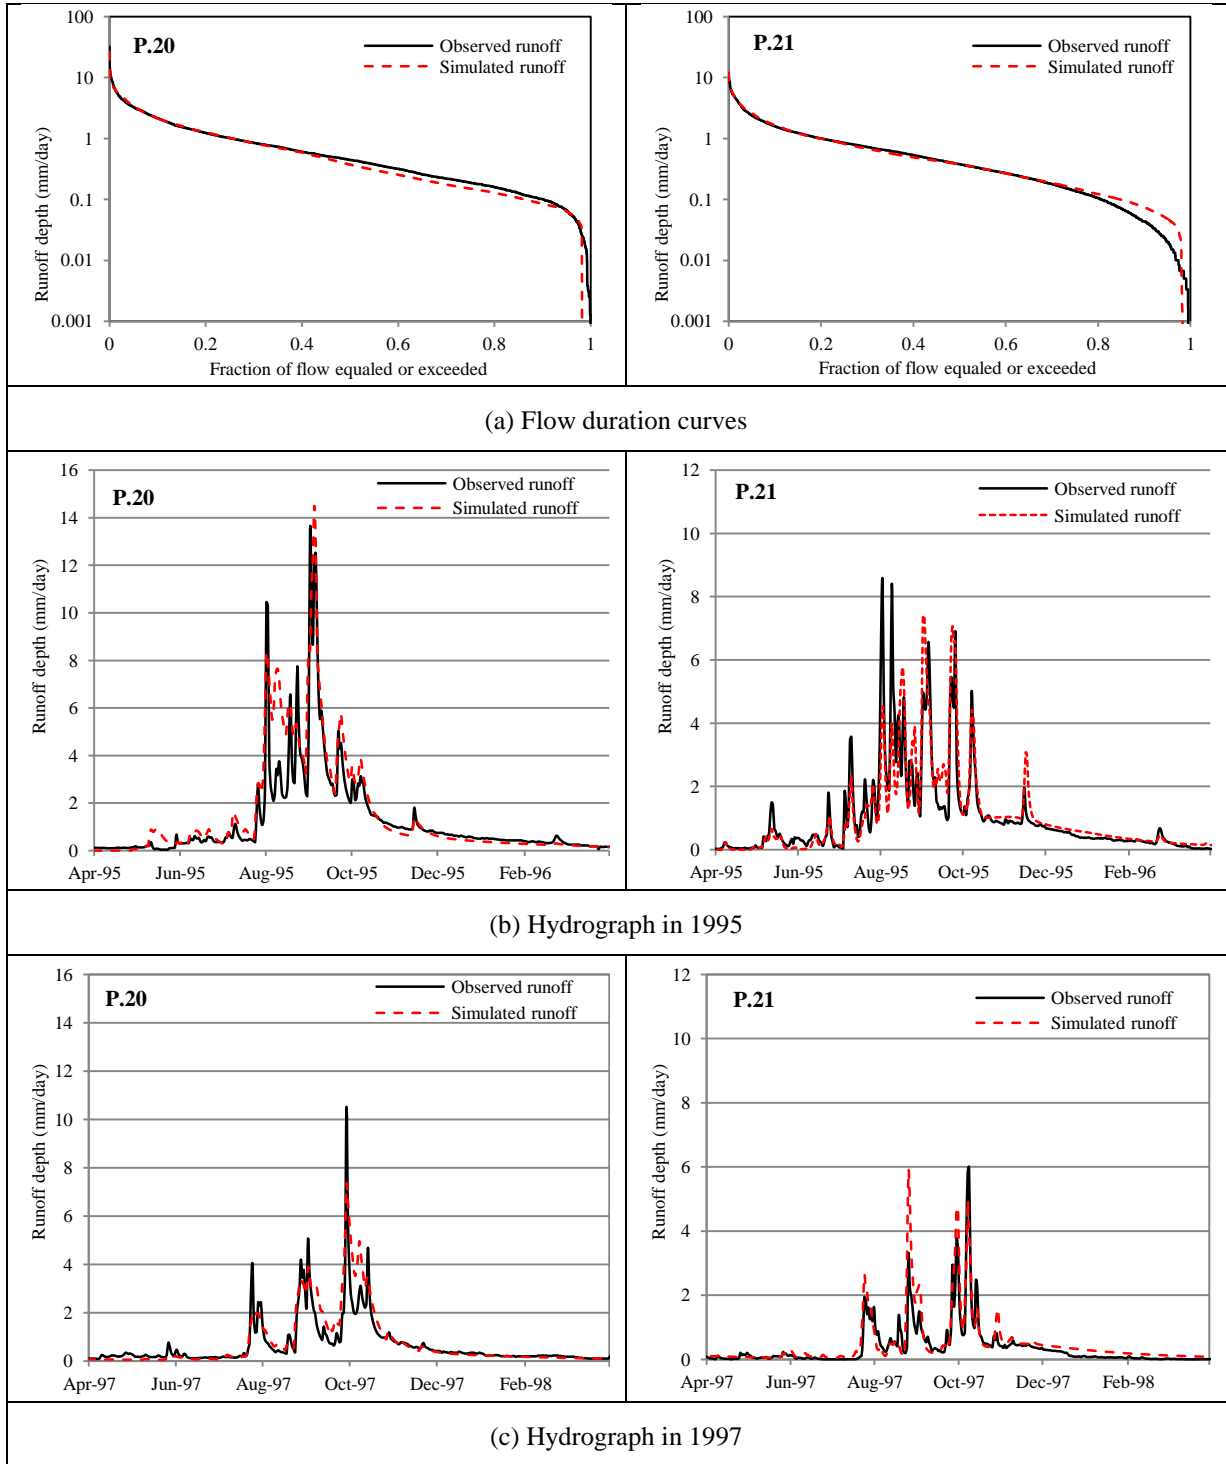 P.20
Observed runoff
Simulated runoff
Runoff depth (mm/day)
100
10
1
0.1
0.01
0.001
0 0.2 0.4 0.6 0.8 1
Fraction of flow equaled or exceeded
P.21
Observed runoff
Simulated runoff
Runoff depth (mm/day)
100
10
1
0.1
0.01
0.001
0 0.2 0.4 0.6 0.8 1
Fraction of flow equaled or exceeded
(a) Flow duration curves
P.20
Observed runoff
Simulated runoff
Runoff depth (mm/day)
16
14
12
10
8
6
4
2
0
Apr-95 Jun-95 Aug-95 Oct-95 Dec-95 Feb-96
P.21
Observed runoff
Simulated runoff
Runoff depth (mm/day)
12
10
8
6
4
2
0
Apr-95 Jun-95 Aug-95 Oct-95 Dec-95 Feb-96
(b) Hydrograph in 1995
P.20
Observed runoff
Simulated runoff
Runoff depth (mm/day)
16
14
12
10
8
6
4
2
0
Apr-97 Jun-97 Aug-97 Oct-97 Dec-97 Feb-98
P.21
Observed runoff
Simulated runoff
Runoff depth (mm/day)
12
10
8
6
4
2
0
Apr-97 Jun-97 Aug-97 Oct-97 Dec-97 Feb-98
(c) Hydrograph in 1997